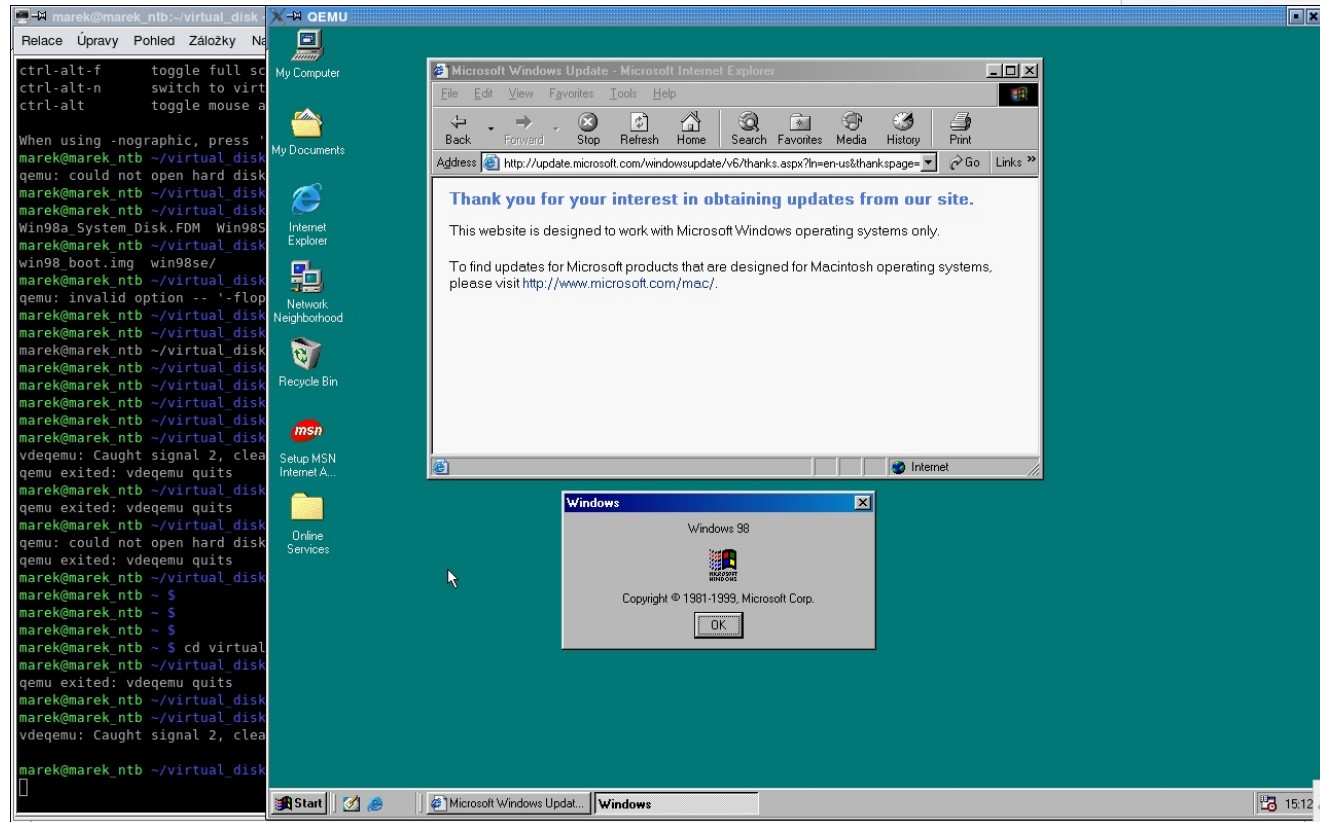 marek@marek_ntb:~/virtual_disk -
Relace Úpravy Pohled Záložky Na
ctrl-alt-f toggle full sc
ctrl-alt-n switch to virt
ctrl-alt toggle mouse a
When using -nographic, press '
marek@marek_ntb ~/virtual_disk
qemu: could not open hard disk
marek@marek_ntb ~/virtual_disk
marek@marek_ntb ~/virtual_disk
Win98a_System_Disk.FDM Win98S
marek@marek_ntb ~/virtual_disk
win98_boot.img win98se/
marek@marek_ntb ~/virtual_disk
qemu: invalid option -- '-flop
marek@marek_ntb ~/virtual_disk
marek@marek_ntb ~/virtual_disk
marek@marek_ntb ~/virtual_disk
marek@marek_ntb ~/virtual_disk
marek@marek_ntb ~/virtual_disk
marek@marek_ntb ~/virtual_disk
marek@marek_ntb ~/virtual_disk
marek@marek_ntb ~/virtual_disk
vdeqemu: Caught signal 2, clea
qemu exited: vdeqemu quits
marek@marek_ntb ~/virtual_disk
qemu exited: vdeqemu quits
marek@marek_ntb ~/virtual_disk
qemu: could not open hard disk
qemu exited: vdeqemu quits
marek@marek_ntb ~/virtual_disk
marek@marek_ntb ~ $
marek@marek_ntb ~ $
marek@marek_ntb ~ $
marek@marek_ntb ~ $ cd virtual
marek@marek_ntb ~/virtual_disk
qemu exited: vdeqemu quits
marek@marek_ntb ~/virtual_disk
marek@marek_ntb ~/virtual_disk
vdeqemu: Caught signal 2, clea
marek@marek_ntb ~/virtual_disk
QEMU
My Computer
My Documents
Internet
Explorer
Network
Neighborhood
Recycle Bin
msn
Setup MSN
Internet A...
Online
Services
Microsoft Windows Update - Microsoft Internet Explorer
File Edit View Favorites Tools Help
Back Forward Stop Refresh Home Search Favorites Media History Print
Address http://update.microsoft.com/windowsupdate/v6/thanks.aspx?ln=en-us&thankspage= Go Links »
Thank you for your interest in obtaining updates from our site.
This website is designed to work with Microsoft Windows operating systems only.
To find updates for Microsoft products that are designed for Macintosh operating systems,
please visit http://www.microsoft.com/mac/.
Internet
Windows
Windows 98
MICROSOFT
WINDOWS
Copyright © 1981-1999, Microsoft Corp.
OK
Start Microsoft Windows Updat... Windows 15:12